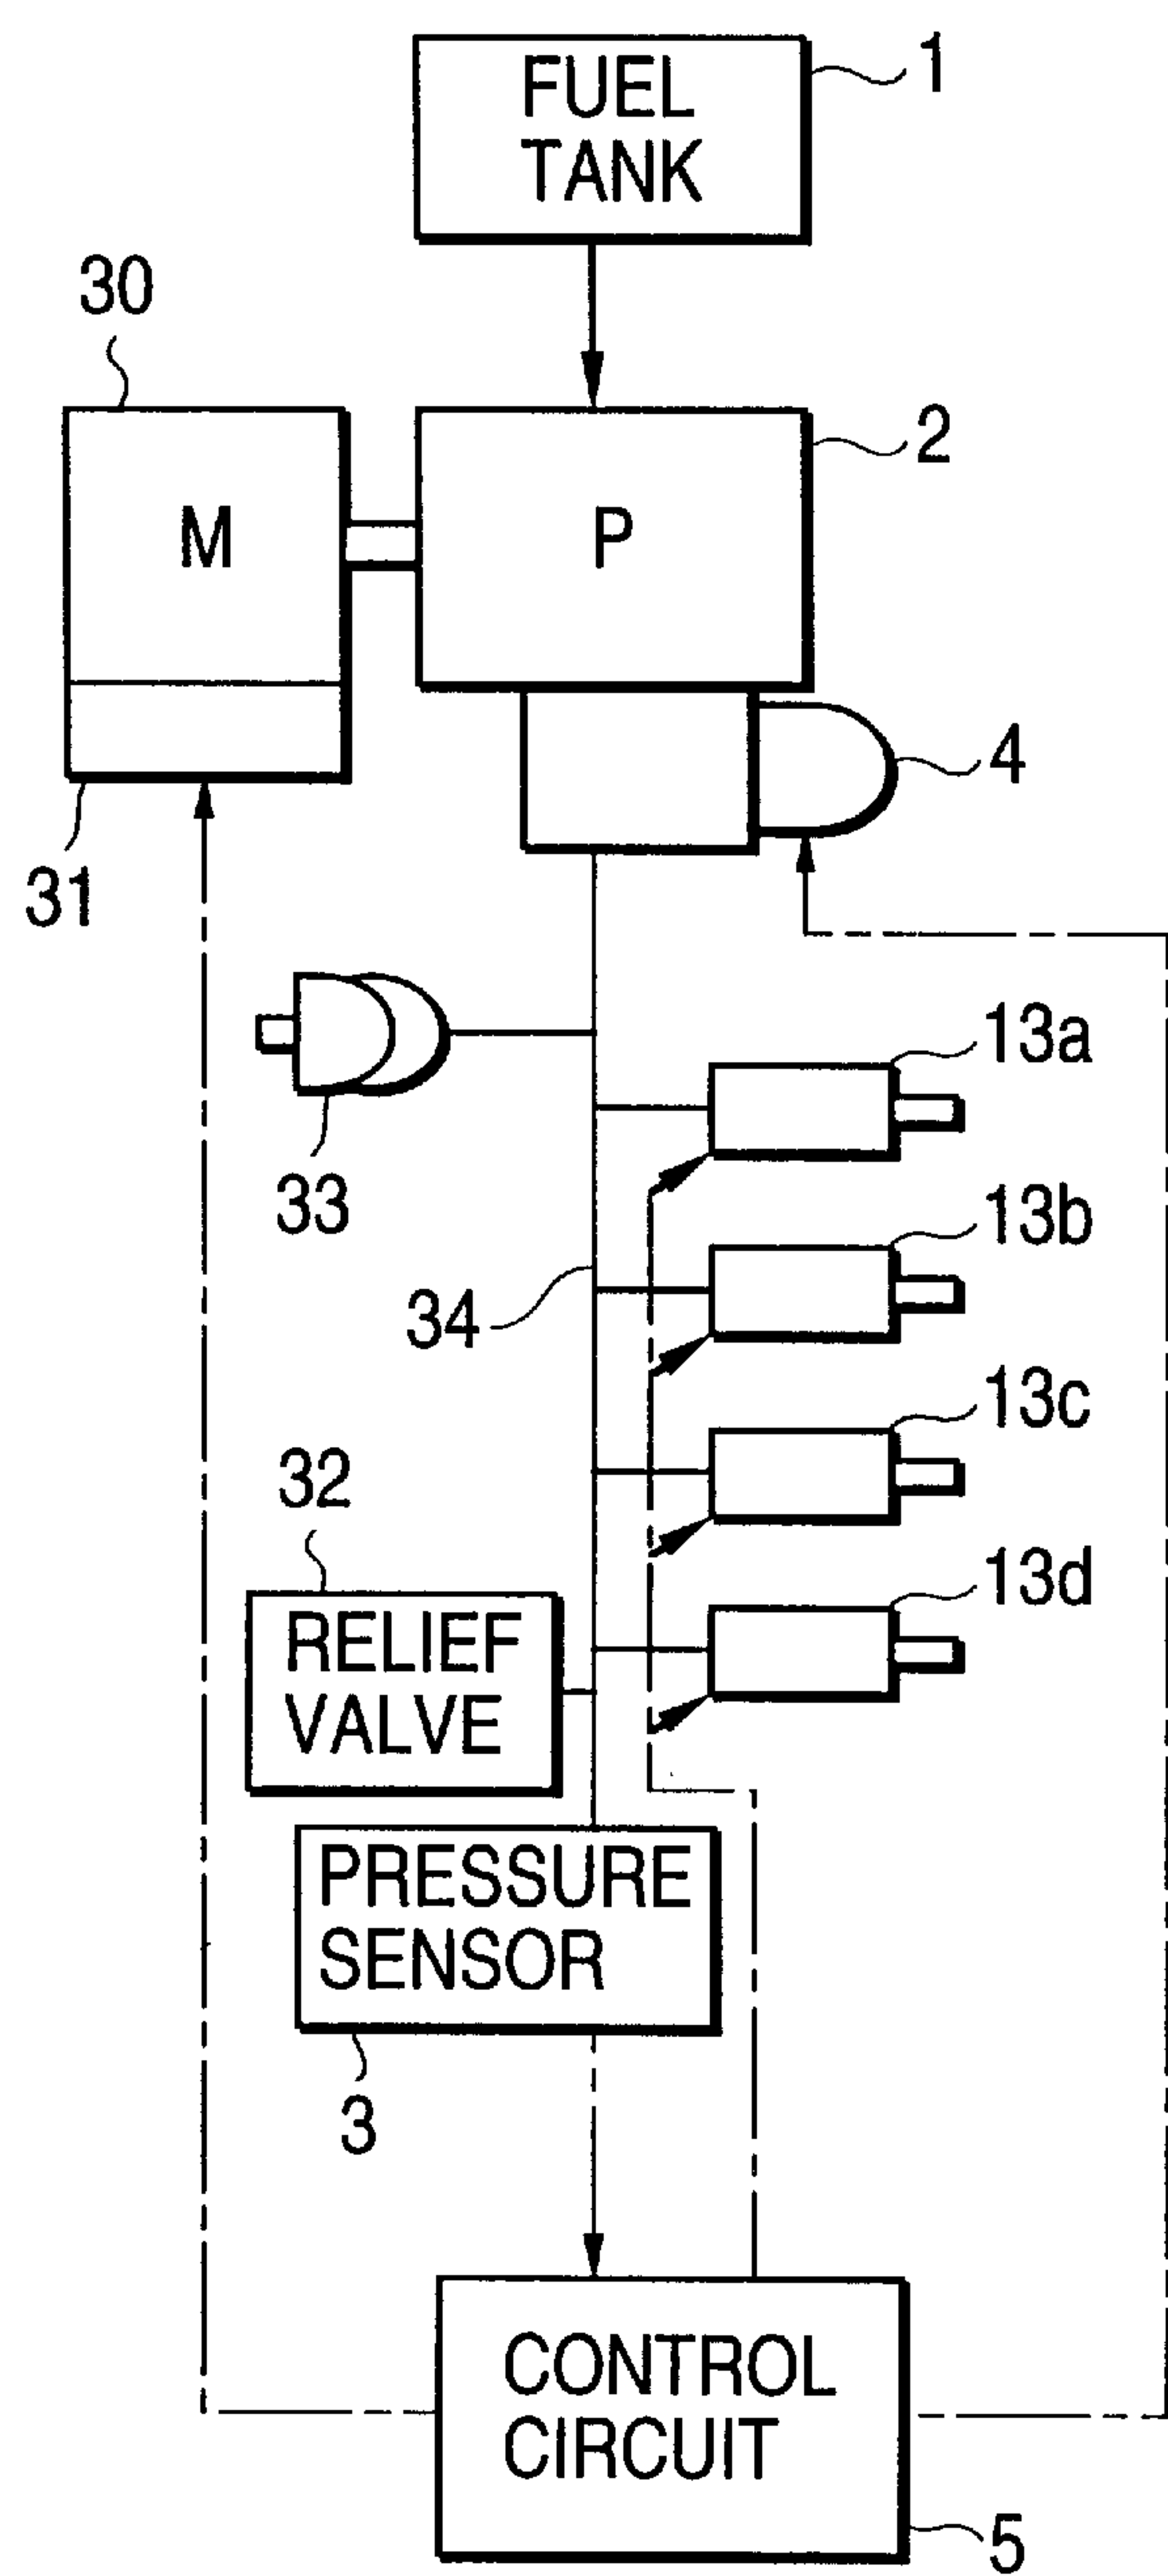 FUEL
TANK
1
30
M
P
2
4
31
33
13a
13b
34
13c
32
13d
RELIEF
VALVE
PRESSURE
SENSOR
3
CONTROL
CIRCUIT
5